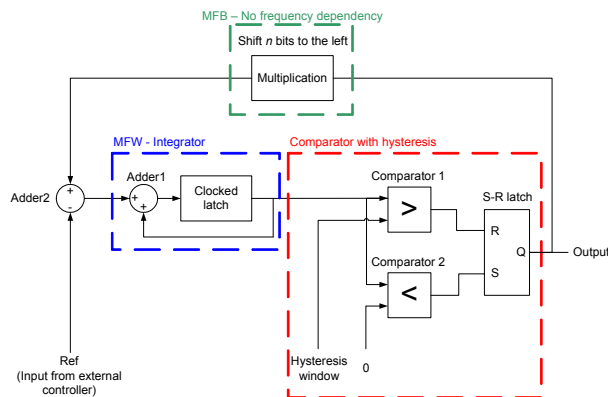 MFB – No frequency dependency
Shift n bits to the left
Multiplication
MFW - Integrator
Comparator with hysteresis
Adder1
Clocked
latch
Adder2
+
-
+
+
Comparator 1
>
S-R latch
R
Q
S
Output
Comparator 2
<
Ref
(Input from external
controller)
Hysteresis
window
0